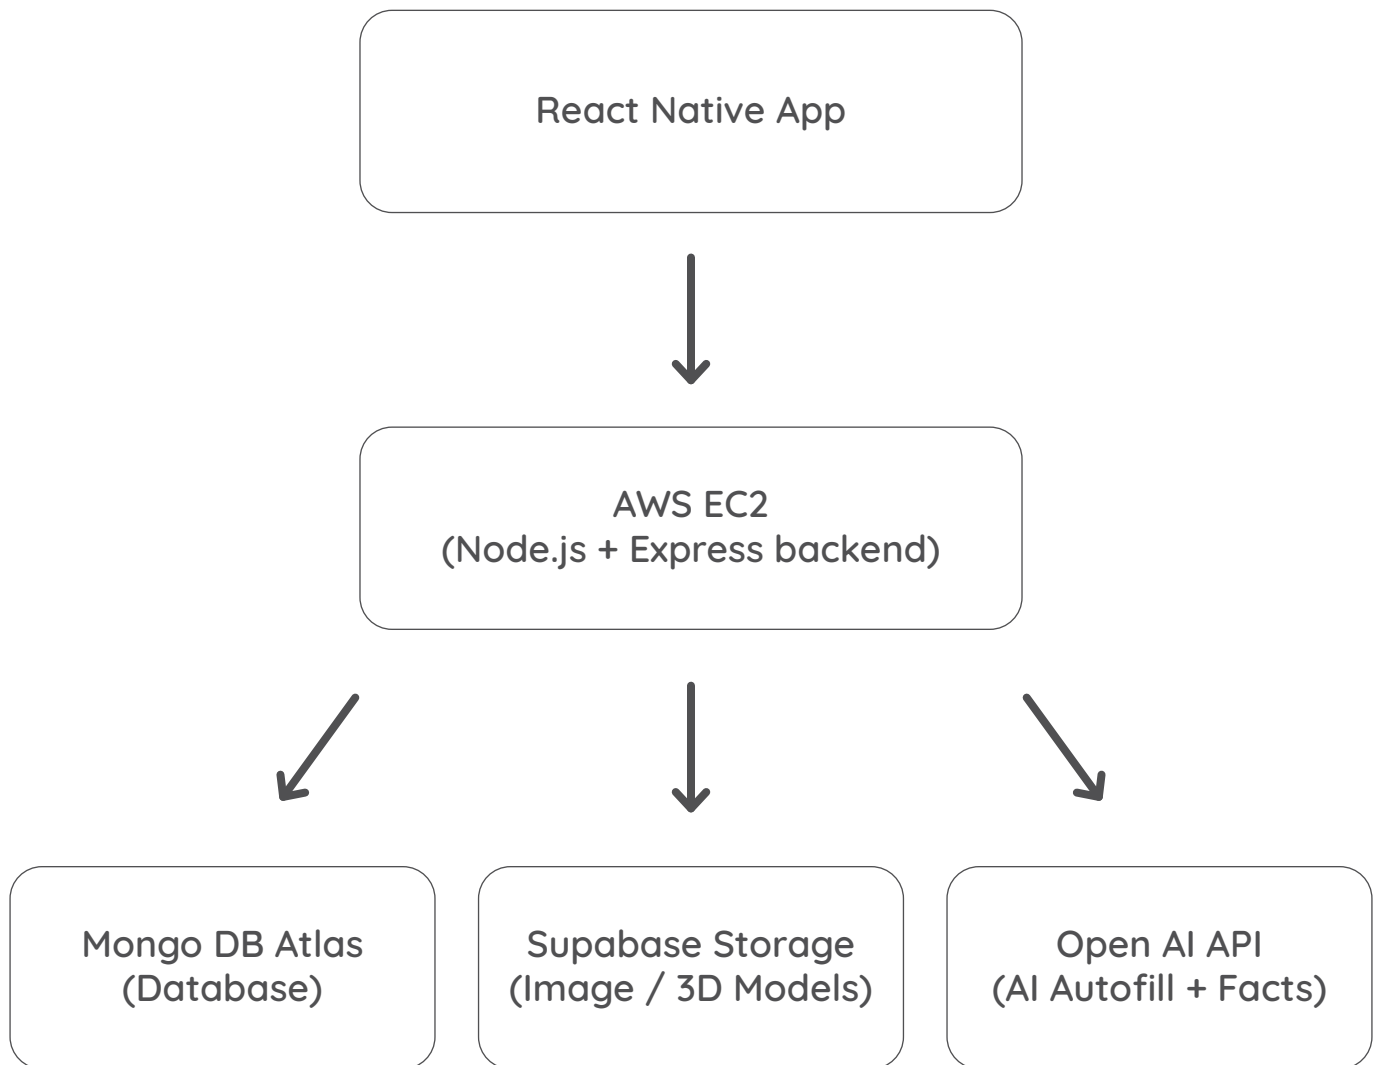 React Native App
AWS EC2
(Node.js + Express backend)
Mongo DB Atlas
(Database)
Supabase Storage
(Image / 3D Models)
Open AI API
(AI Autofill + Facts)